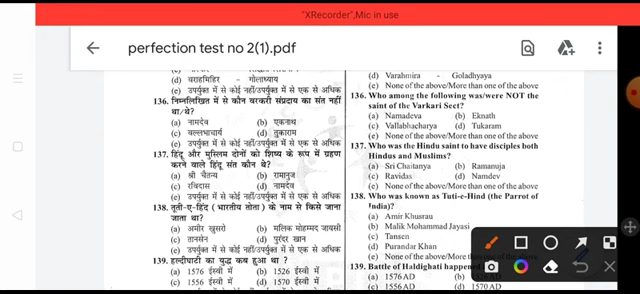 "XRecorder",Mic in use
perfection test no 2(1).pdf
(d) वराहमिहिर - गोलाध्याय
(e) उपर्युक्त में से कोई नहीं/उपर्युक्त में से एक से अधिक
136. निम्नलिखित में से कौन वरकरी संप्रदाय का संत नहीं
था/थे?
(a) नामदेव (b) एकनाथ
(c) वल्लभाचार्य (d) तुकाराम
(e) उपर्युक्त में से कोई नहीं/उपर्युक्त में से एक से अधिक
137. हिंदू और मुस्लिम दोनों को शिष्य के रूप में ग्रहण
करने वाले हिंदू संत कौन थे?
(a) श्री चैतन्य (b) रामानुज
(c) रविदास (d) नामदेव
(e) उपर्युक्त में से कोई नहीं/उपर्युक्त में से एक से अधिक
138. तूती-ए-हिंद (भारतीय तोता) के नाम से किसे जाना
जाता था?
(a) अमीर खुसरो (b) मलिक मोहम्मद जायसी
(c) तानसेन (d) पुरंदर खान
(e) उपर्युक्त में से कोई नहीं/उपर्युक्त में से एक से अधिक
139. हल्दीघाटी का युद्ध कब हुआ था ?
(a) 1576 ईस्वी में (b) 1526 ईस्वी में
(c) 1556 ईस्वी में (d) 1570 ईस्वी में
(d) Varahmira - Goladhyaya
(e) None of the above/More than one of the above
136. Who among the following was/were NOT the
saint of the Varkari Sect?
(a) Namadeva (b) Eknath
(c) Vallabhacharya (d) Tukaram
(e) None of the above/More than one of the above
137. Who was the Hindu saint to have disciples both
Hindus and Muslims?
(a) Sri Chaitanya (b) Ramanuja
(c) Ravidas (d) Namdev
(e) None of the above/More than one of the above
138. Who was known as Tuti-e-Hind (the Parrot of
India)?
(a) Amir Khusrau
(b) Malik Mohammad Jayasi
(c) Tansen
(d) Purandar Khan
(e) None of the above/More
139. Battle of Haldighati happened
(a) 1576 AD (b)
(c) 1556 AD (d) 1570 AD